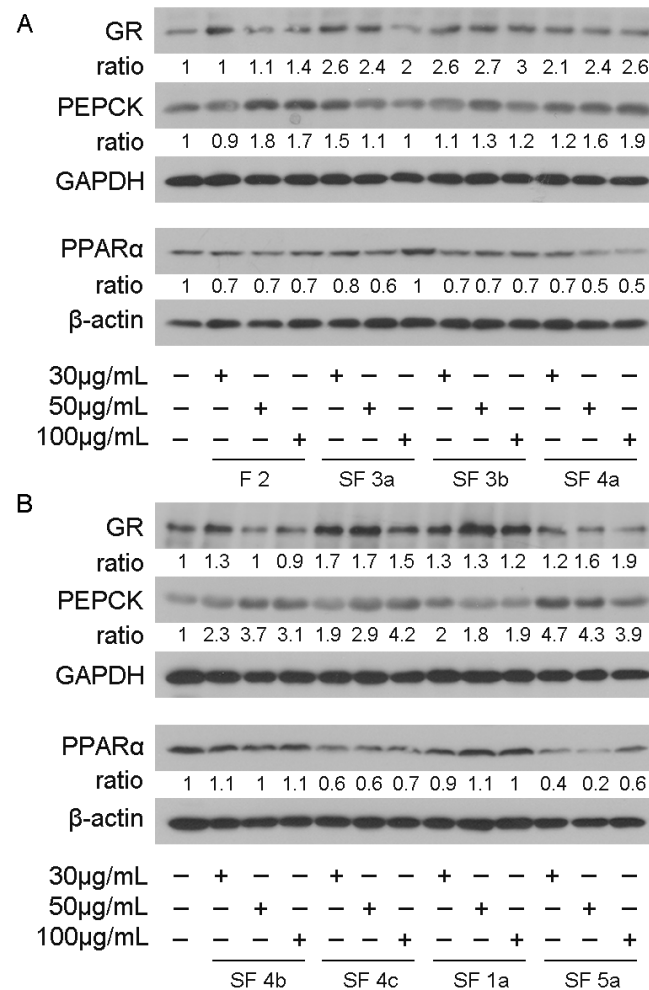 A
GR
ratio 1 1 1.1 1.4 2.6 2.4 2 2.6 2.7 3 2.1 2.4 2.6
PEPCK
ratio 1 0.9 1.8 1.7 1.5 1.1 1 1.1 1.3 1.2 1.2 1.6 1.9
GAPDH
PPARα
ratio 1 0.7 0.7 0.7 0.8 0.6 1 0.7 0.7 0.7 0.7 0.5 0.5
β-actin
30μg/mL − + − − + − − + − − + − −
50μg/mL − − + − − + − − + − − + −
100μg/mL − − − + − − + − − + − − +
F 2 SF 3a SF 3b SF 4a
B
GR
ratio 1 1.3 1 0.9 1.7 1.7 1.5 1.3 1.3 1.2 1.2 1.6 1.9
PEPCK
ratio 1 2.3 3.7 3.1 1.9 2.9 4.2 2 1.8 1.9 4.7 4.3 3.9
GAPDH
PPARα
ratio 1 1.1 1 1.1 0.6 0.6 0.7 0.9 1.1 1 0.4 0.2 0.6
β-actin
30μg/mL − + − − + − − + − − + − −
50μg/mL − − + − − + − − + − − + −
100μg/mL − − − + − − + − − + − − +
SF 4b SF 4c SF 1a SF 5a